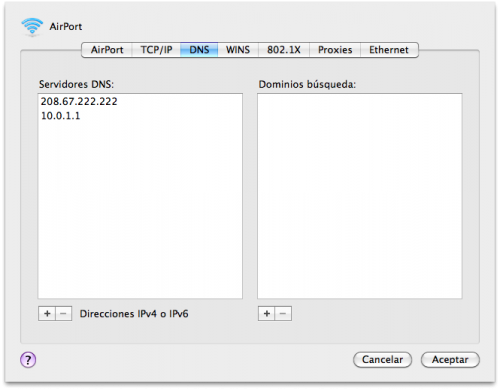 AirPort
AirPort TCP/IP DNS WINS 802.1X Proxies Ethernet
Servidores DNS:
208.67.222.222
10.0.1.1
Dominios búsqueda:
+ − Direcciones IPv4 o IPv6
+ −
? Cancelar Aceptar